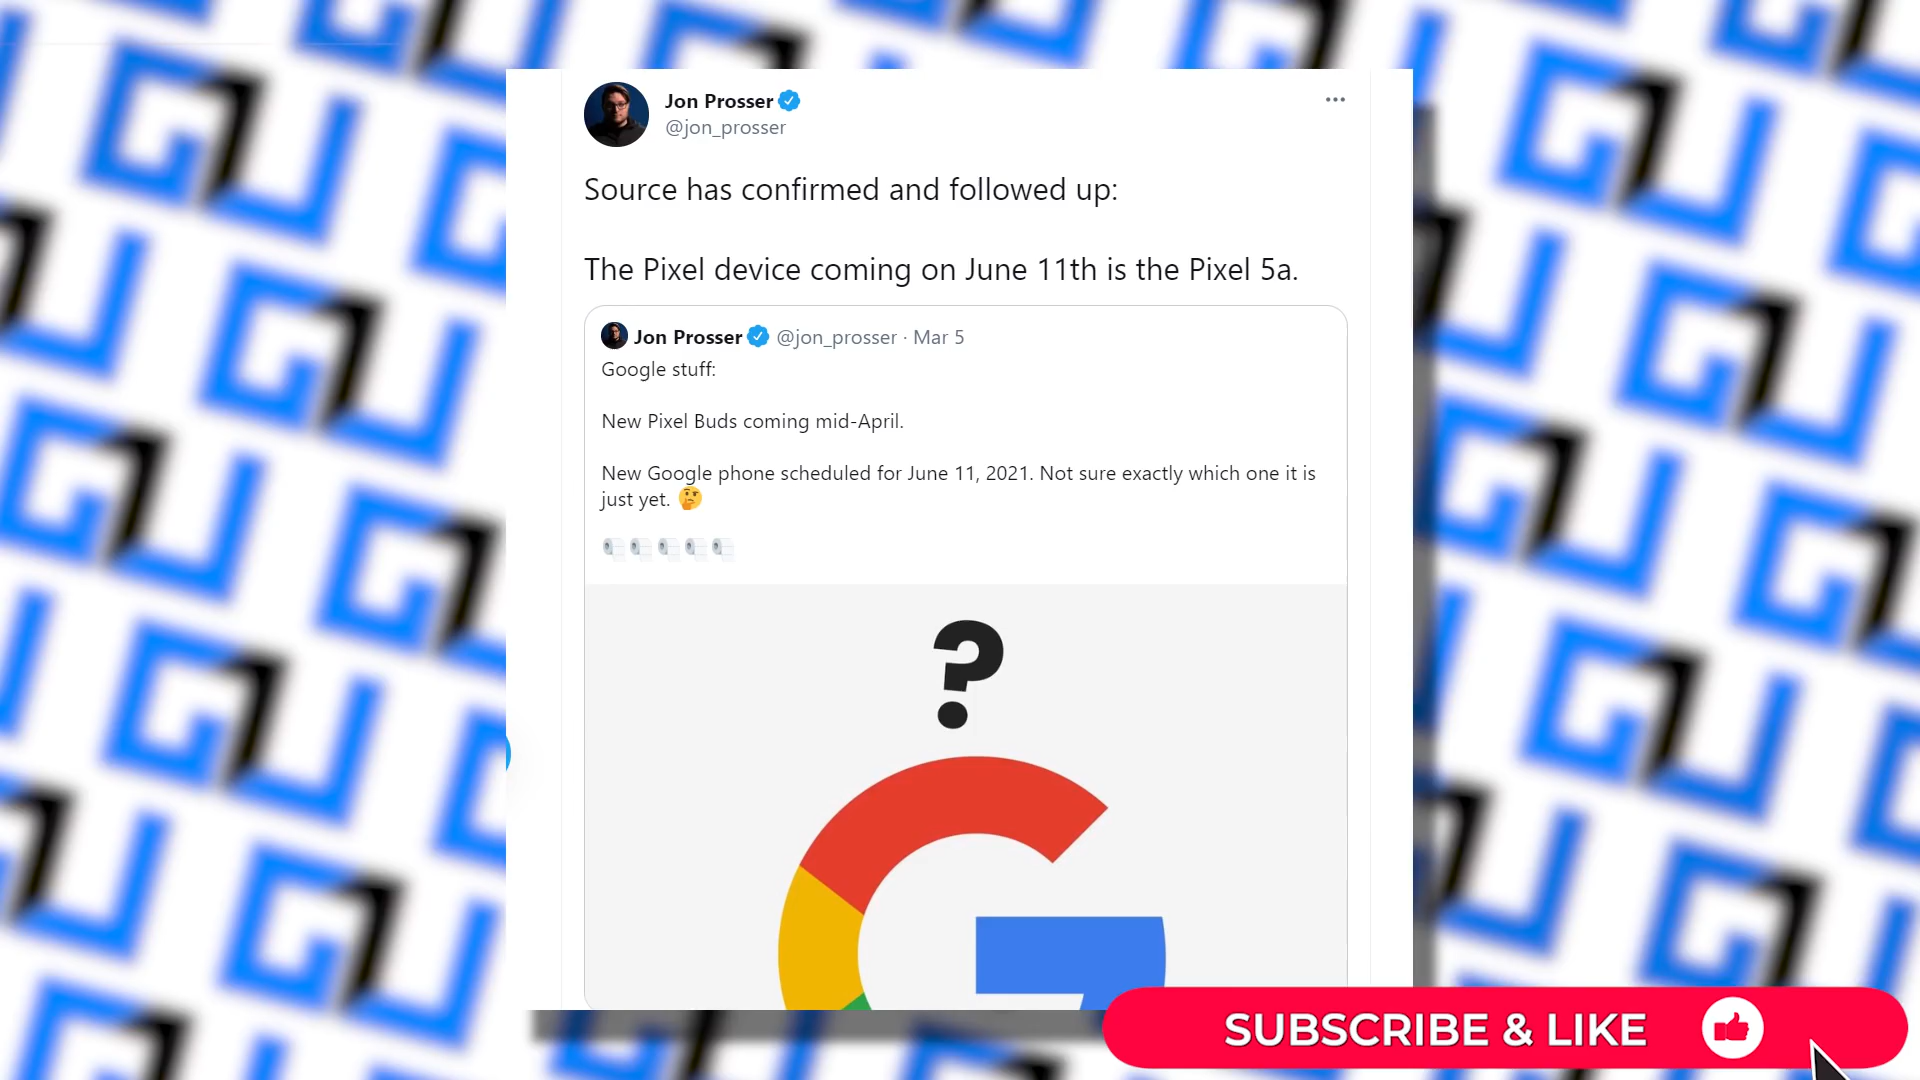 Jon Prosser
@jon_prosser
Source has confirmed and followed up:
The Pixel device coming on June 11th is the Pixel 5a.
Jon Prosser @jon_prosser · Mar 5
Google stuff:
New Pixel Buds coming mid-April.
New Google phone scheduled for June 11, 2021. Not sure exactly which one it is
just yet. 🤔
🧻🧻🧻🧻🧻
?
G
SUBSCRIBE & LIKE